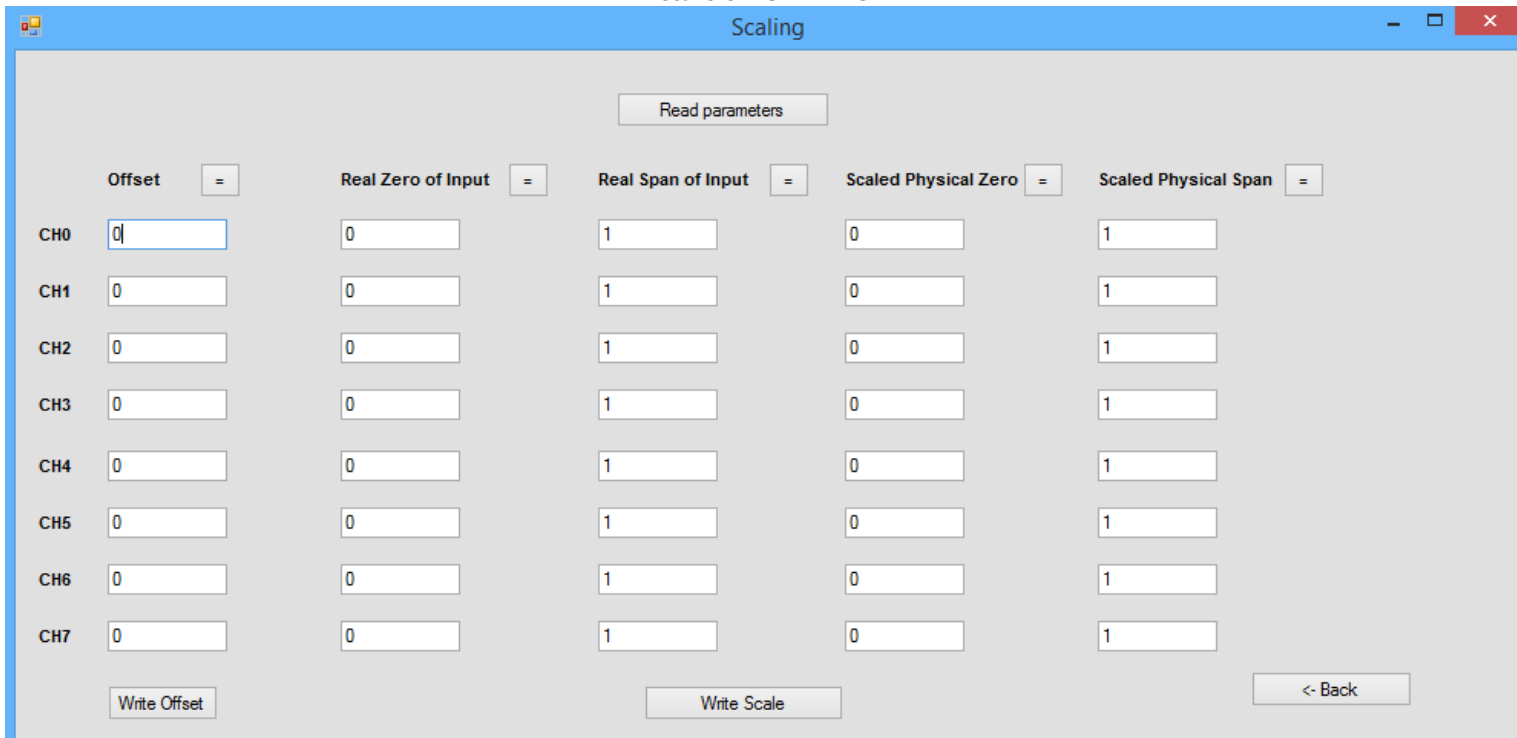 Scaling
Read parameters
Offset = Real Zero of Input = Real Span of Input = Scaled Physical Zero = Scaled Physical Span =
CH0 0 0 1 0 1
CH1 0 0 1 0 1
CH2 0 0 1 0 1
CH3 0 0 1 0 1
CH4 0 0 1 0 1
CH5 0 0 1 0 1
CH6 0 0 1 0 1
CH7 0 0 1 0 1
Write Offset Write Scale <- Back